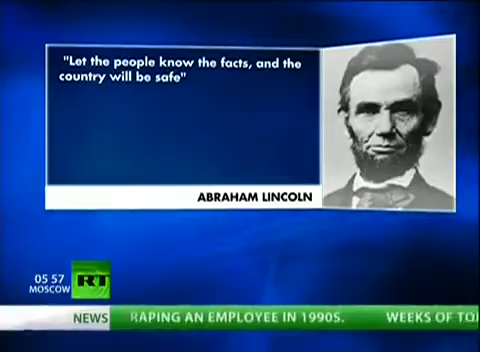 "Let the people know the facts, and the
country will be safe"
ABRAHAM LINCOLN
05 57
MOSCOW
RT
NEWS
RAPING AN EMPLOYEE IN 1990S. WEEKS OF